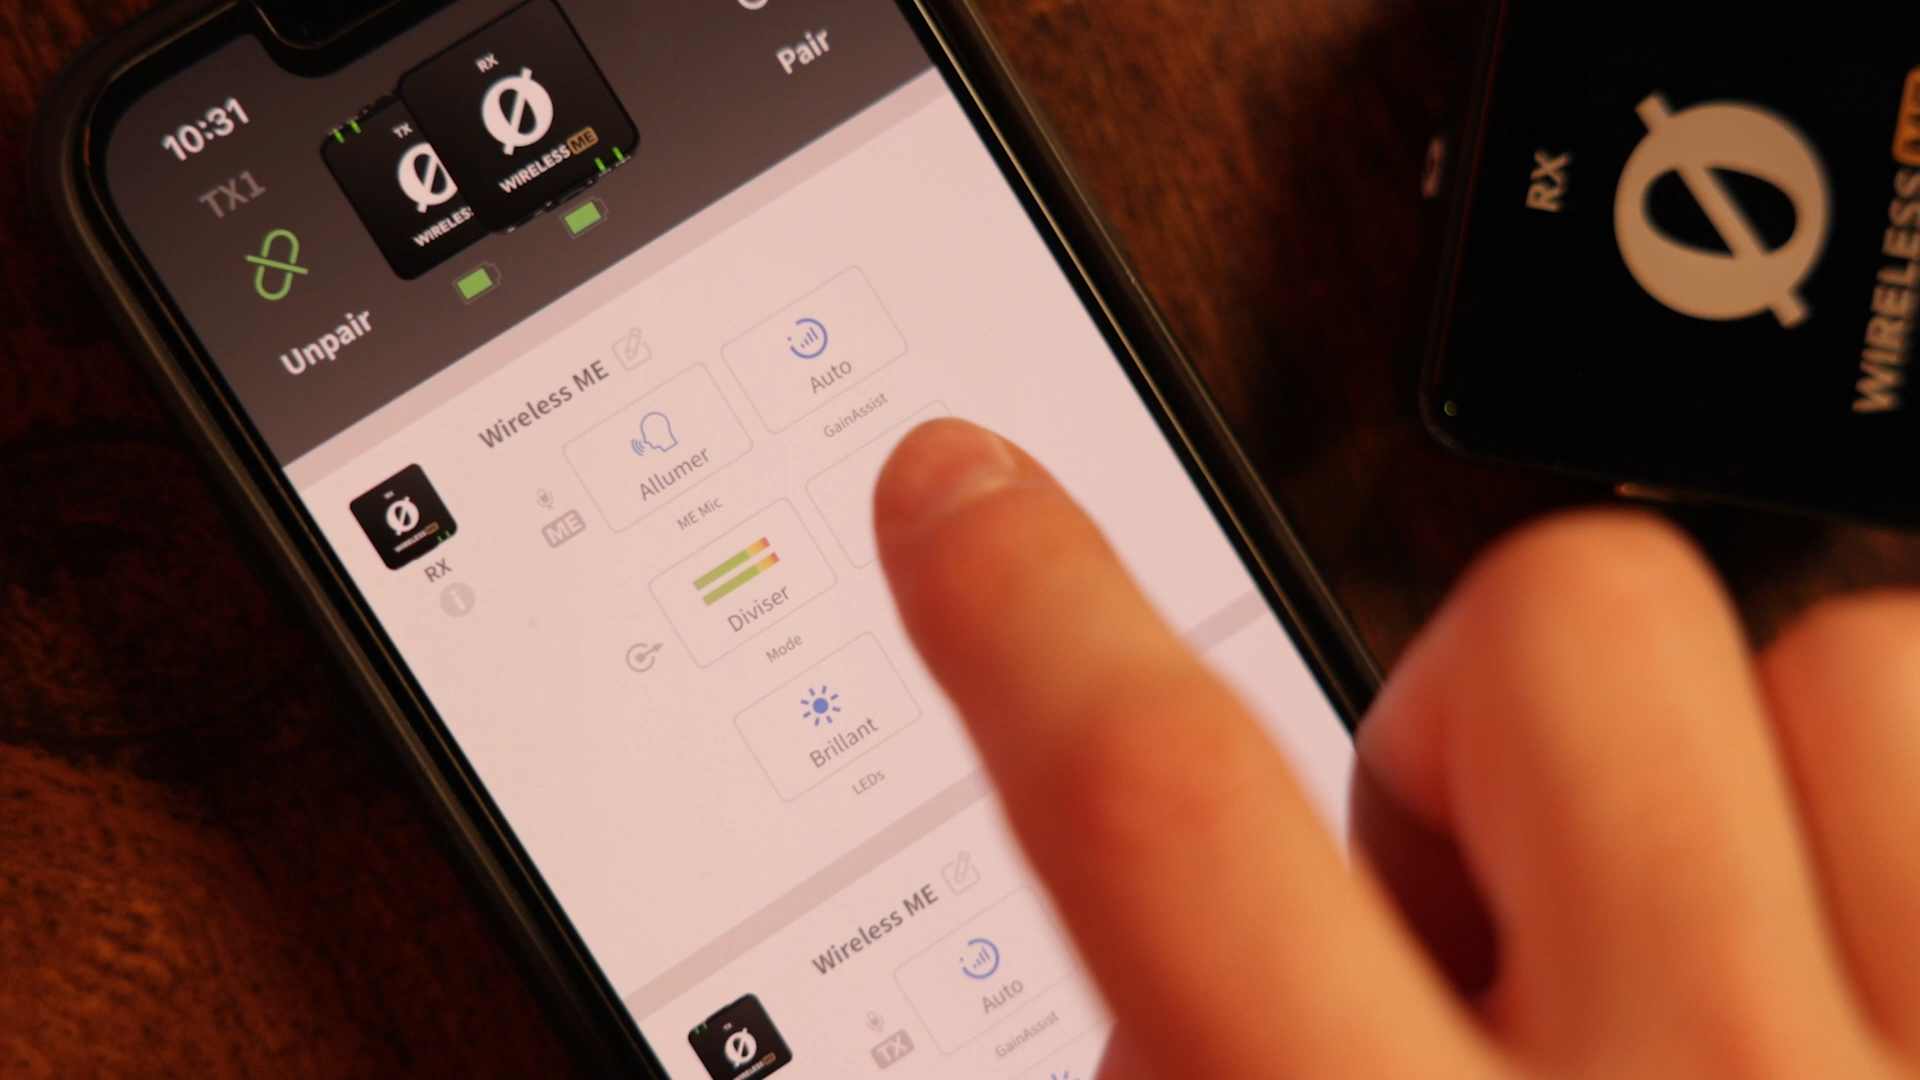 10:31
TX1
Unpair
Pair
TX
WIRELESS
RX
WIRELESS ME
Wireless ME
RX
ME
Allumer
ME Mic
Auto
GainAssist
Diviser
Mode
Brillant
LEDs
Wireless ME
TX
Auto
GainAssist
RX
WIRELESS ME